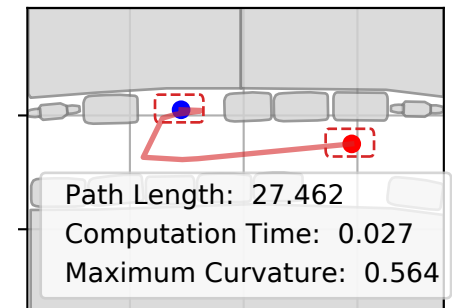 Path Length: 27.462
Computation Time: 0.027
Maximum Curvature: 0.564